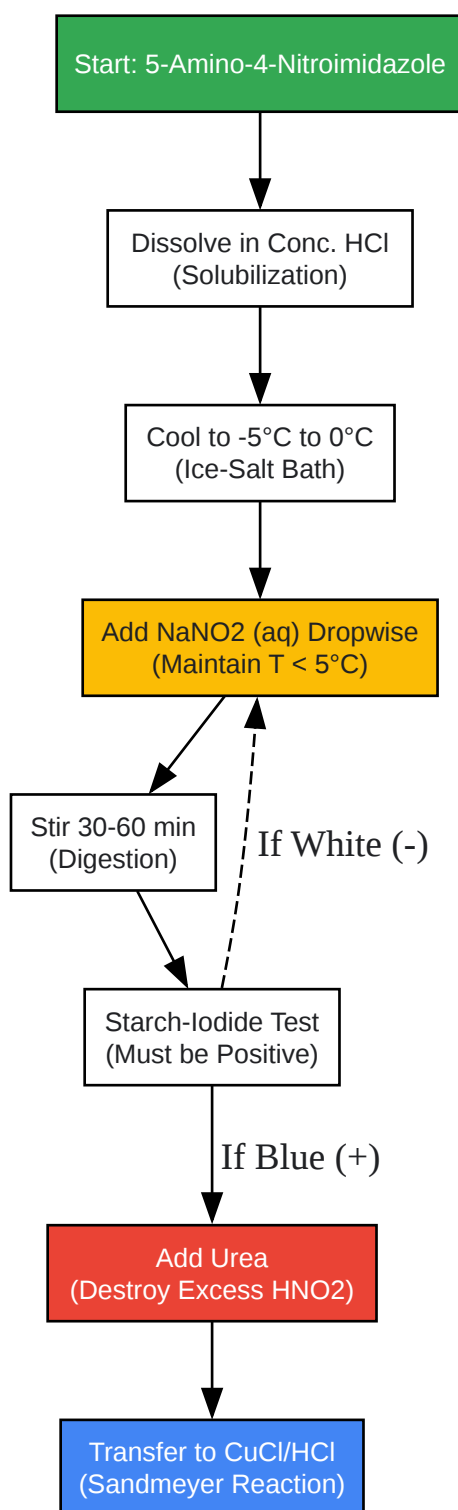 Start: 5-Amino-4-Nitroimidazole
Dissolve in Conc. HCl
(Solubilization)
Cool to -5°C to 0°C
(Ice-Salt Bath)
Add NaNO2 (aq) Dropwise
(Maintain T < 5°C)
Stir 30-60 min
(Digestion)
If White (-)
Starch-Iodide Test
(Must be Positive)
If Blue (+)
Add Urea
(Destroy Excess HNO2)
Transfer to CuCl/HCl
(Sandmeyer Reaction)